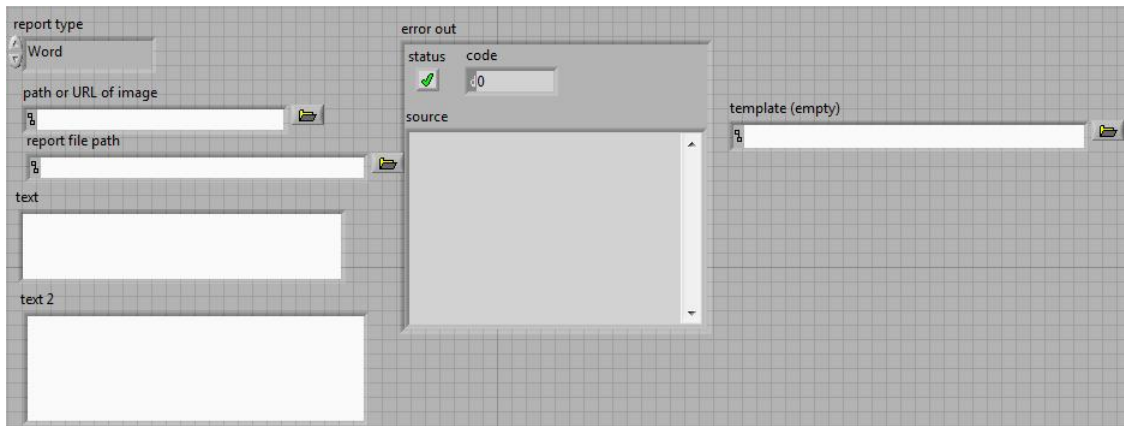 report type
Word
path or URL of image
report file path
text
text 2
error out
status code
d0
source
template (empty)